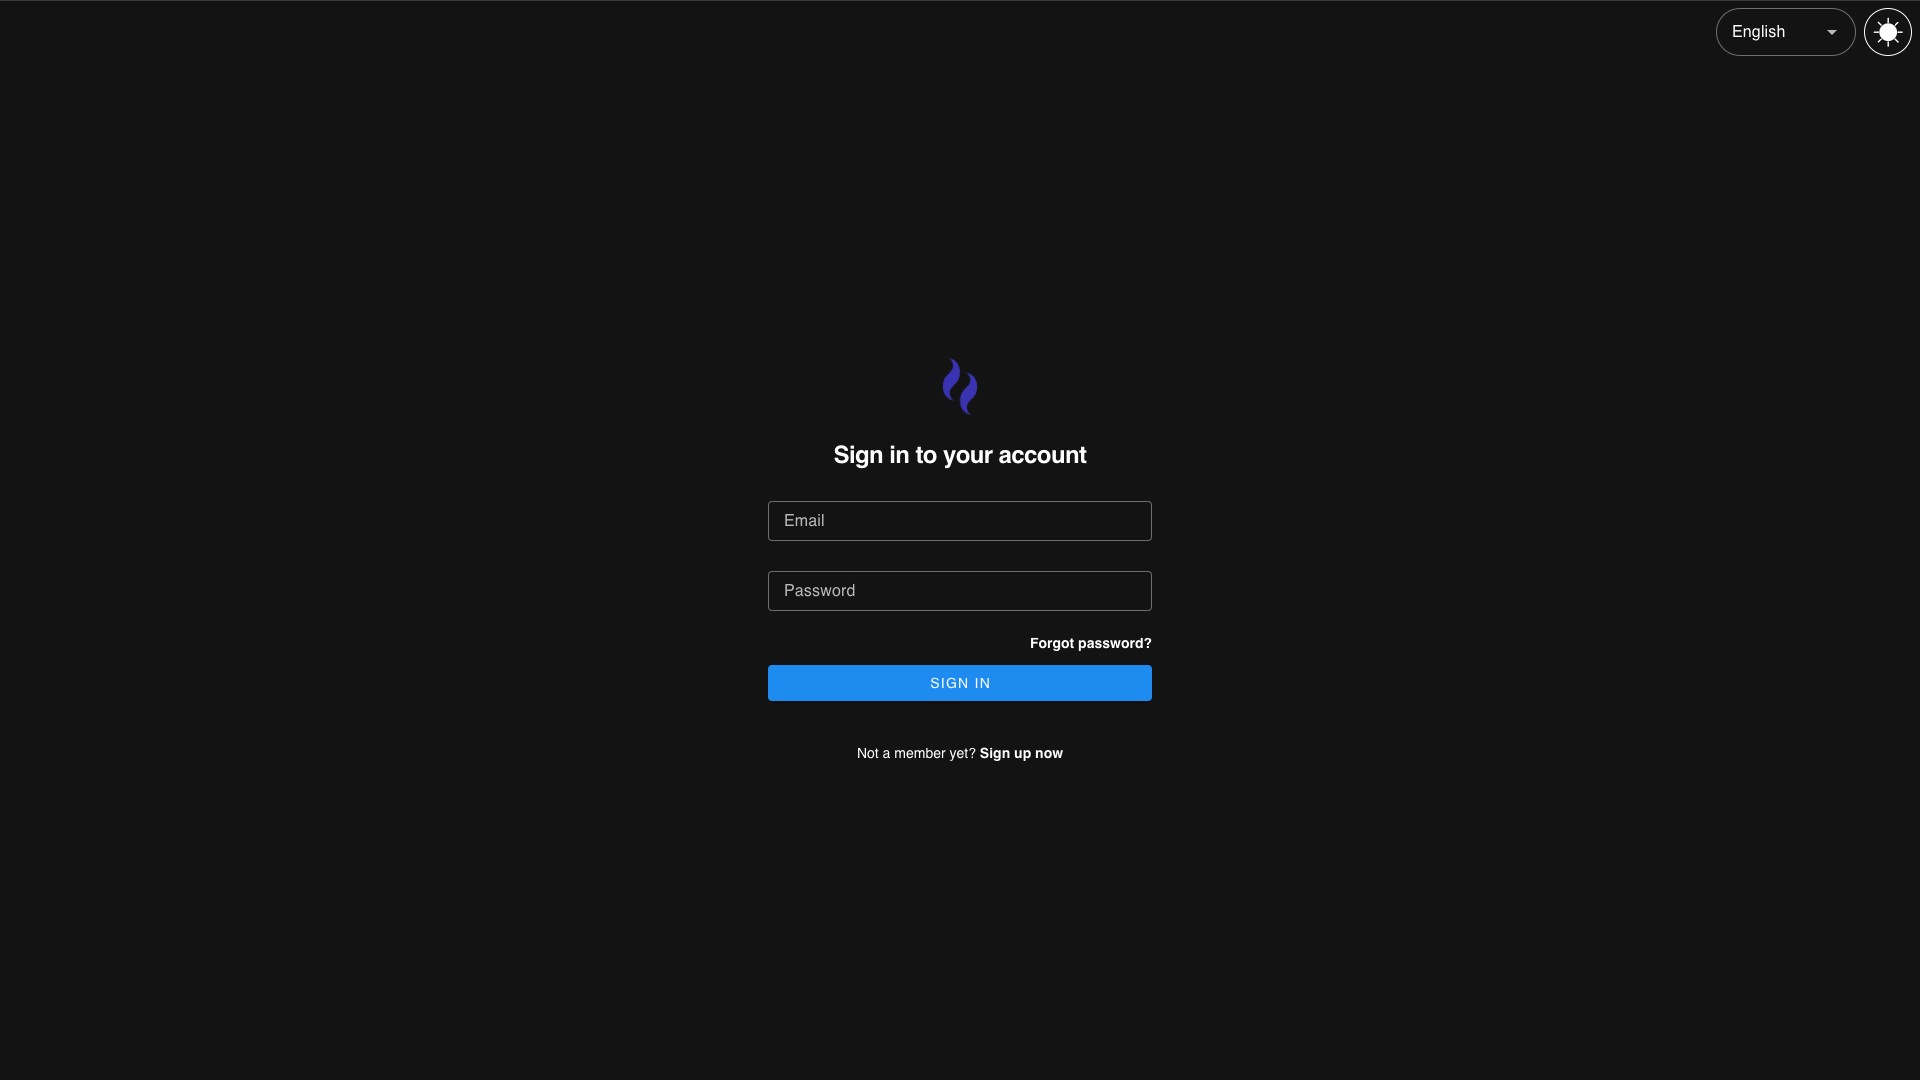 English
Sign in to your account
Email
Password
Forgot password?
SIGN IN
Not a member yet? Sign up now